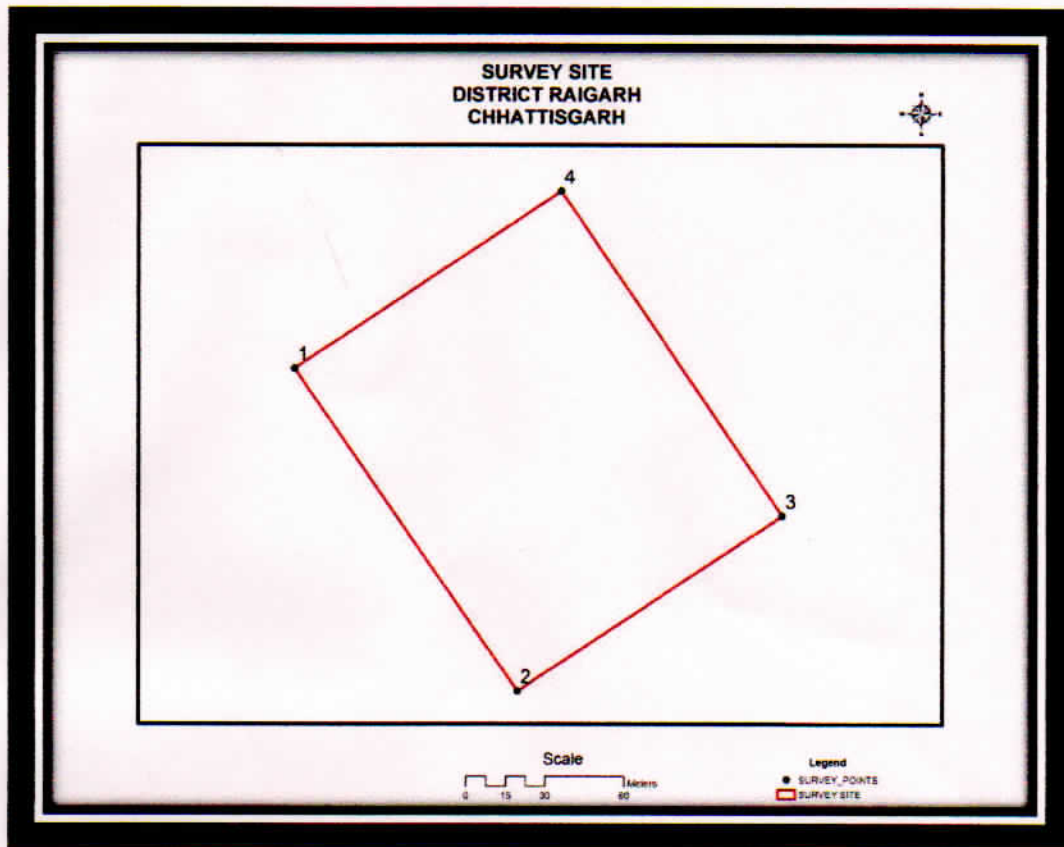 SURVEY SITE
DISTRICT RAIGARH
CHHATTISGARH
4
1
3
2
Scale
Meters
0 15 30 60
Legend
SURVEY_POINTS
SURVEY SITE